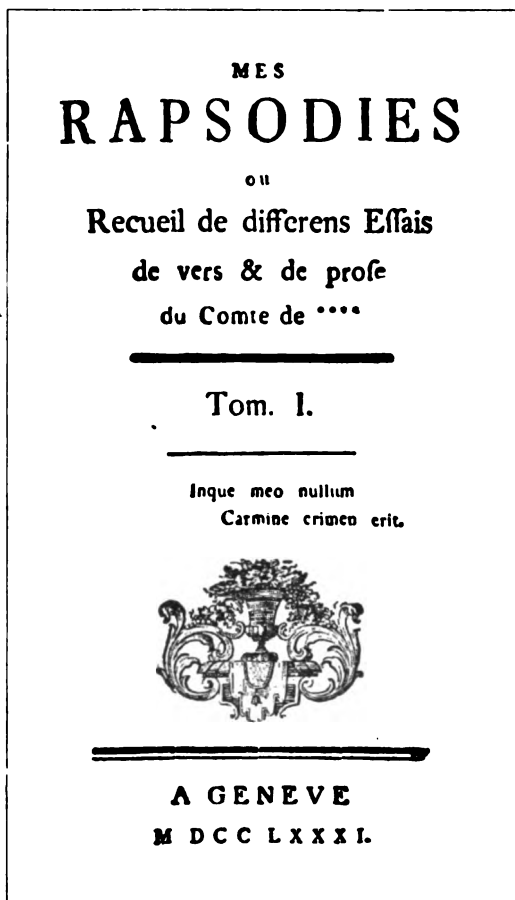 MES
RAPSODIES
ou
Recueil de differens Eſſais
de vers & de proſe
du Comte de ****
Tom. I.
Inque meo nullum
Carmine crimen erit.
A GENEVE
M DCC LXXXI.